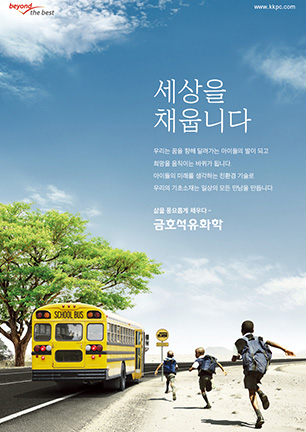 beyond
the best
www.kkpc.com
세상을
채웁니다
우리는 꿈을 향해 달려가는 아이들의 발이 되고
희망을 움직이는 바퀴가 됩니다.
아이들의 미래를 생각하는 친환경 기술로
우리의 기초소재는 일상의 모든 만남을 만듭니다
삶을 풍요롭게 채우다 -
금호석유화학
SCHOOL BUS